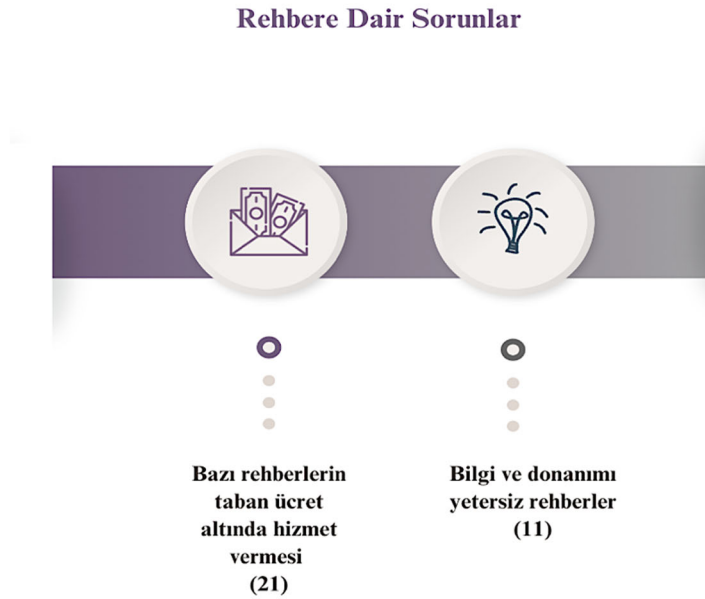 Rehbere Dair Sorunlar
Bazı rehberlerin
taban ücret
altında hizmet
vermesi
(21)
Bilgi ve donanımı
yetersiz rehberler
(11)